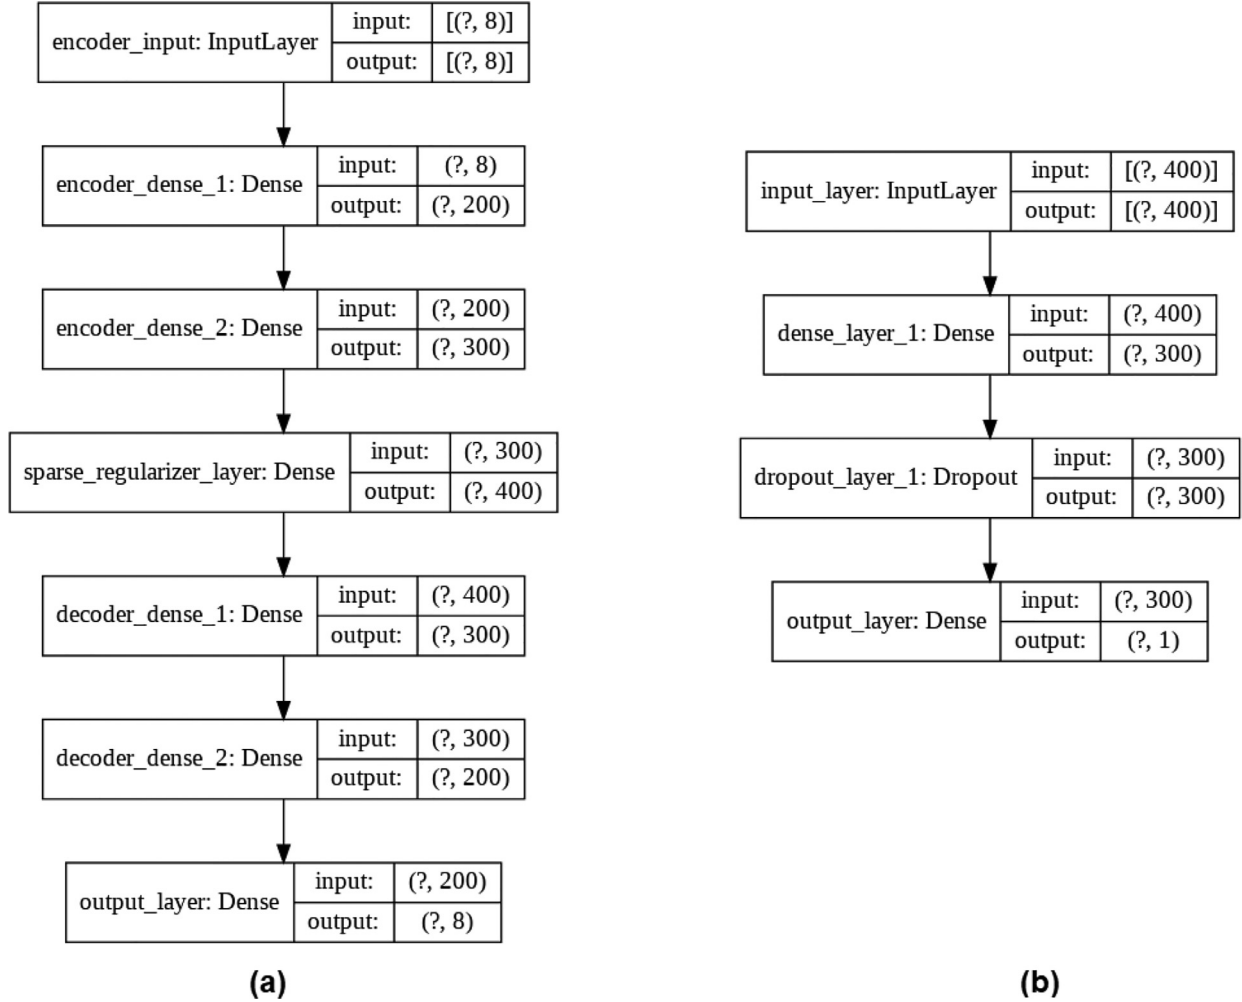 encoder_input: InputLayer
input: [(?, 8)]
output: [(?, 8)]
encoder_dense_1: Dense
input: (?, 8)
output: (?, 200)
encoder_dense_2: Dense
input: (?, 200)
output: (?, 300)
sparse_regularizer_layer: Dense
input: (?, 300)
output: (?, 400)
decoder_dense_1: Dense
input: (?, 400)
output: (?, 300)
decoder_dense_2: Dense
input: (?, 300)
output: (?, 200)
output_layer: Dense
input: (?, 200)
output: (?, 8)
(a)
input_layer: InputLayer
input: [(?, 400)]
output: [(?, 400)]
dense_layer_1: Dense
input: (?, 400)
output: (?, 300)
dropout_layer_1: Dropout
input: (?, 300)
output: (?, 300)
output_layer: Dense
input: (?, 300)
output: (?, 1)
(b)